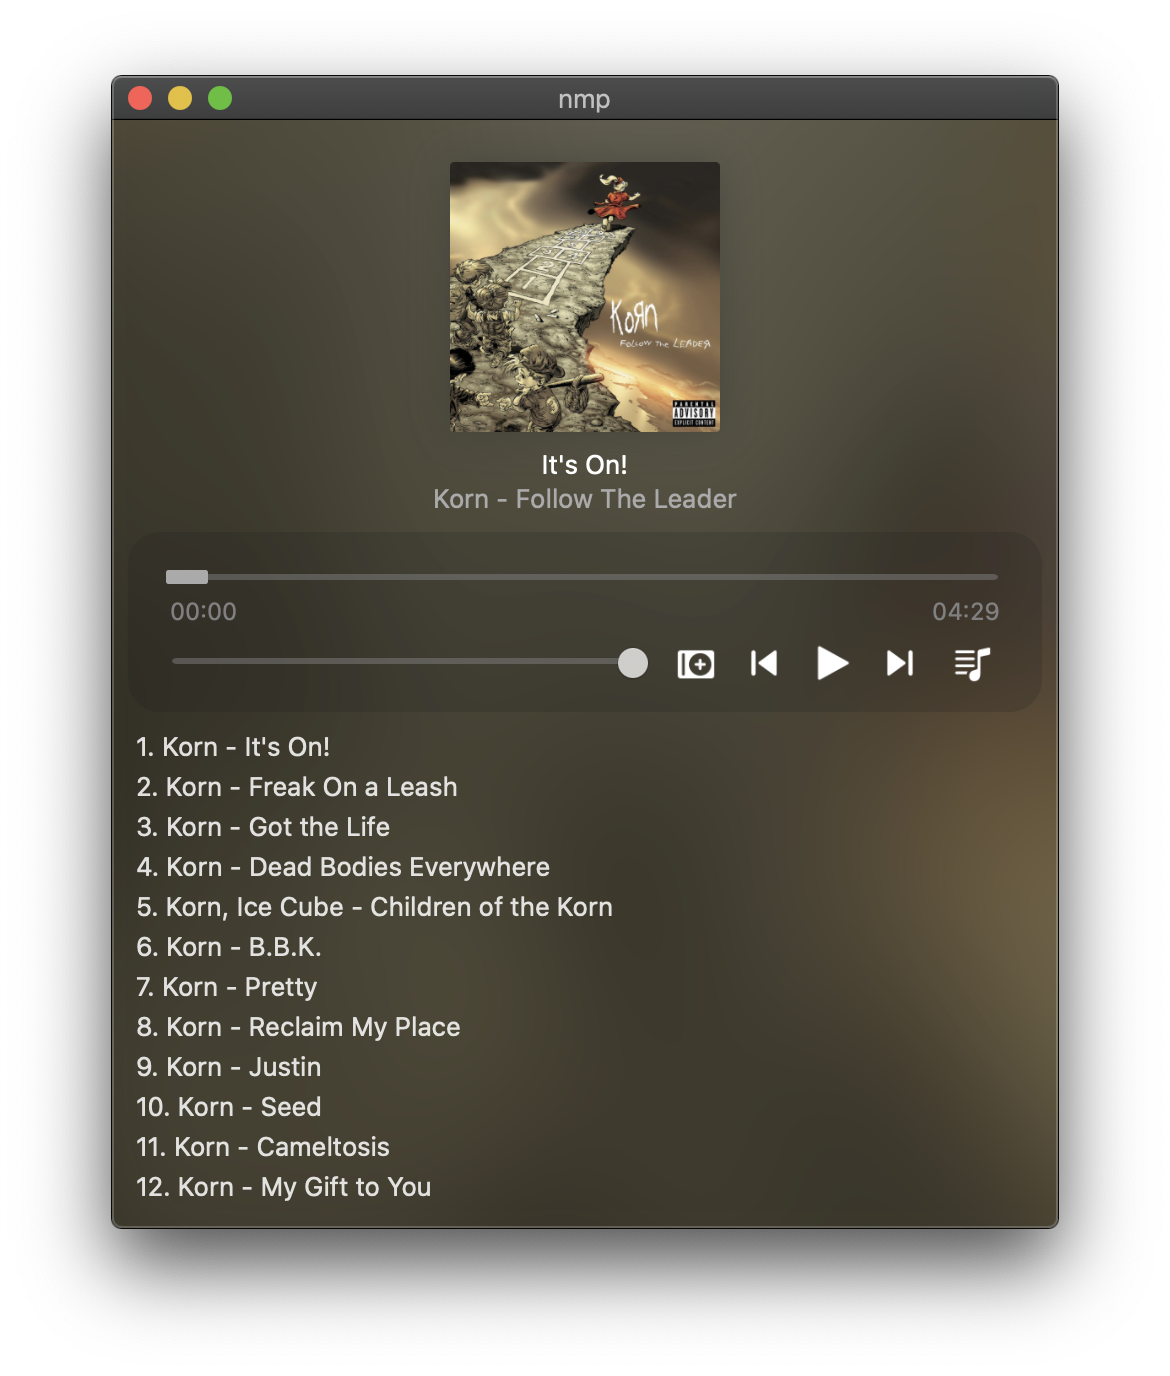 nmp
1
2
KoЯn
Follow The Leader
PARENTAL
ADVISORY
EXPLICIT CONTENT
It's On!
Korn - Follow The Leader
00:00
04:29
1. Korn - It's On!
2. Korn - Freak On a Leash
3. Korn - Got the Life
4. Korn - Dead Bodies Everywhere
5. Korn, Ice Cube - Children of the Korn
6. Korn - B.B.K.
7. Korn - Pretty
8. Korn - Reclaim My Place
9. Korn - Justin
10. Korn - Seed
11. Korn - Cameltosis
12. Korn - My Gift to You